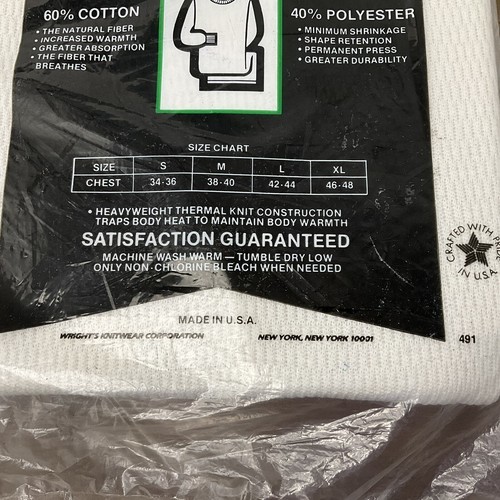 60% COTTON
• THE NATURAL FIBER
• INCREASED WARMTH
• GREATER ABSORPTION
• THE FIBER THAT
BREATHES
40% POLYESTER
• MINIMUM SHRINKAGE
• SHAPE RETENTION
• PERMANENT PRESS
• GREATER DURABILITY
SIZE CHART
SIZE S M L XL
CHEST 34-36 38-40 42-44 46-48
• HEAVYWEIGHT THERMAL KNIT CONSTRUCTION
TRAPS BODY HEAT TO MAINTAIN BODY WARMTH
SATISFACTION GUARANTEED
MACHINE WASH WARM — TUMBLE DRY LOW
ONLY NON-CHLORINE BLEACH WHEN NEEDED
CRAFTED WITH PRIDE
IN U.S.A.
MADE IN U.S.A.
WRIGHT'S KNITWEAR CORPORATION NEW YORK, NEW YORK 10001
491